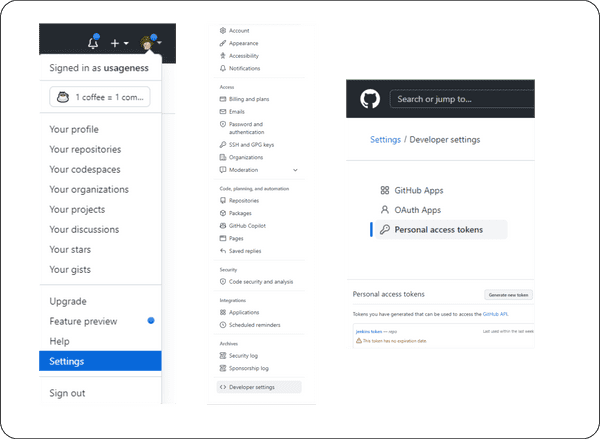 Signed in as usageness
1 coffee = 1 com...
Your profile
Your repositories
Your codespaces
Your organizations
Your projects
Your discussions
Your stars
Your gists
Upgrade
Feature preview
Help
Settings
Sign out
Account
Appearance
Accessibility
Notifications
Access
Billing and plans
Emails
Password and
authentication
SSH and GPG keys
Organizations
Moderation
Code, planning, and automation
Repositories
Packages
GitHub Copilot
Pages
Saved replies
Security
Code security and analysis
Integrations
Applications
Scheduled reminders
Archives
Security log
Sponsorship log
Developer settings
Search or jump to...
Settings / Developer settings
GitHub Apps
OAuth Apps
Personal access tokens
Personal access tokens Generate new token
Tokens you have generated that can be used to access the GitHub API.
Jenkins token — repo Last used within the last week
This token has no expiration date.